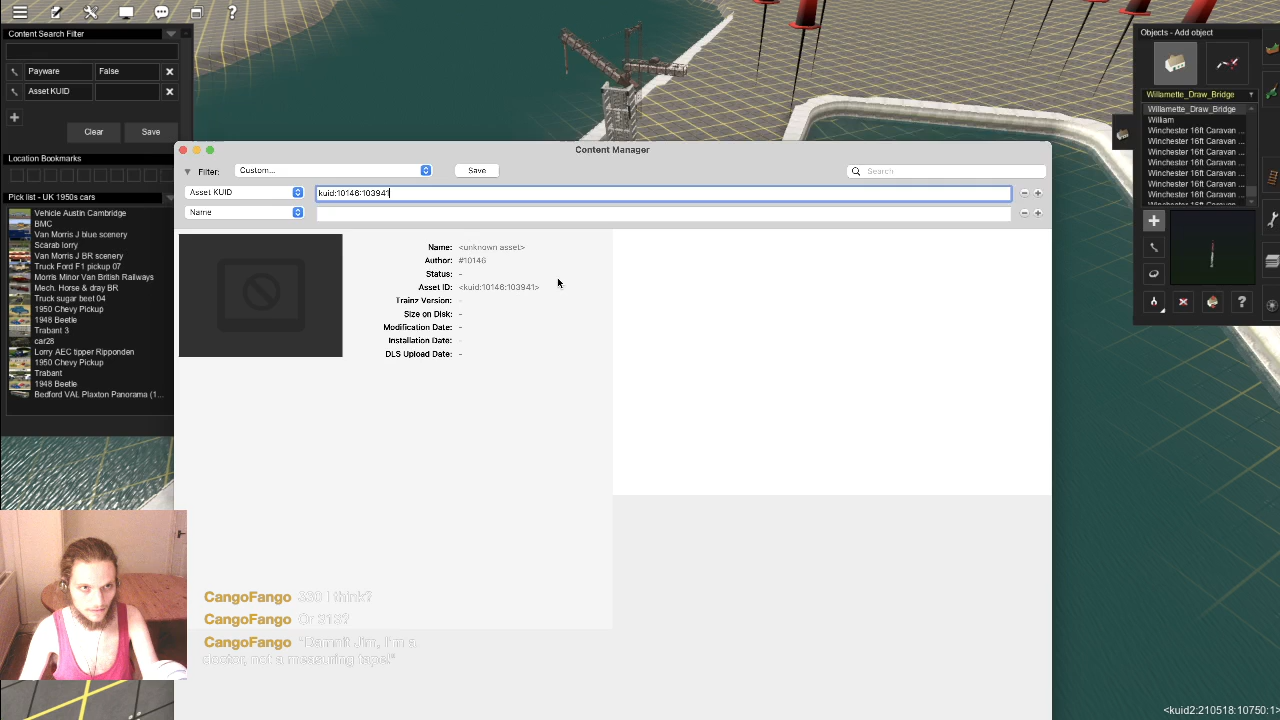 Content Search Filter
Payware False
Asset KUID
Clear Save
Location Bookmarks
Pick list - UK 1950s cars
Vehicle Austin Cambridge
BMC
Van Morris J blue scenery
Scarab lorry
Van Morris J BR scenery
Truck Ford F1 pickup 07
Morris Minor Van British Railways
Mech. Horse & dray BR
Truck sugar beet 04
1950 Chevy Pickup
1948 Beetle
Trabant 3
car28
Lorry AEC tipper Ripponden
1950 Chevy Pickup
Trabant
1948 Beetle
Bedford VAL Plaxton Panorama (1...
Content Manager
Filter: Custom... Save Search
Asset KUID kuid:10146:103941
Name
Name: <unknown asset>
Author: #10146
Status: -
Asset ID: <kuid:10146:103941>
Trainz Version: -
Size on Disk: -
Modification Date: -
Installation Date: -
DLS Upload Date: -
CangoFango 330 I think?
CangoFango Or 313?
CangoFango "Dammit Jim, I'm a
doctor, not a measuring tape!"
Objects - Add object
Willamette_Draw_Bridge
Willamette_Draw_Bridge
William
Winchester 16ft Caravan ...
Winchester 16ft Caravan ...
Winchester 16ft Caravan ...
Winchester 16ft Caravan ...
Winchester 16ft Caravan ...
Winchester 16ft Caravan ...
Winchester 16ft Caravan ...
<kuid2:210518:10750:1>